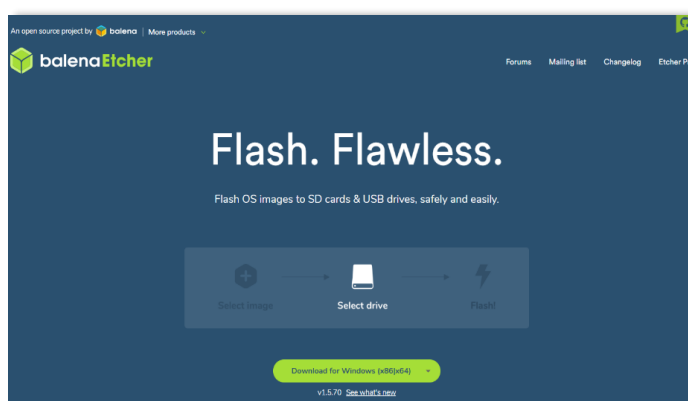 An open source project by balena | More products
balenaEtcher
Forums Mailing list Changelog Etcher
Flash. Flawless.
Flash OS images to SD cards & USB drives, safely and easily.
Select image Select drive Flash!
Download for Windows (x86|x64)
v1.5.70 See what's new